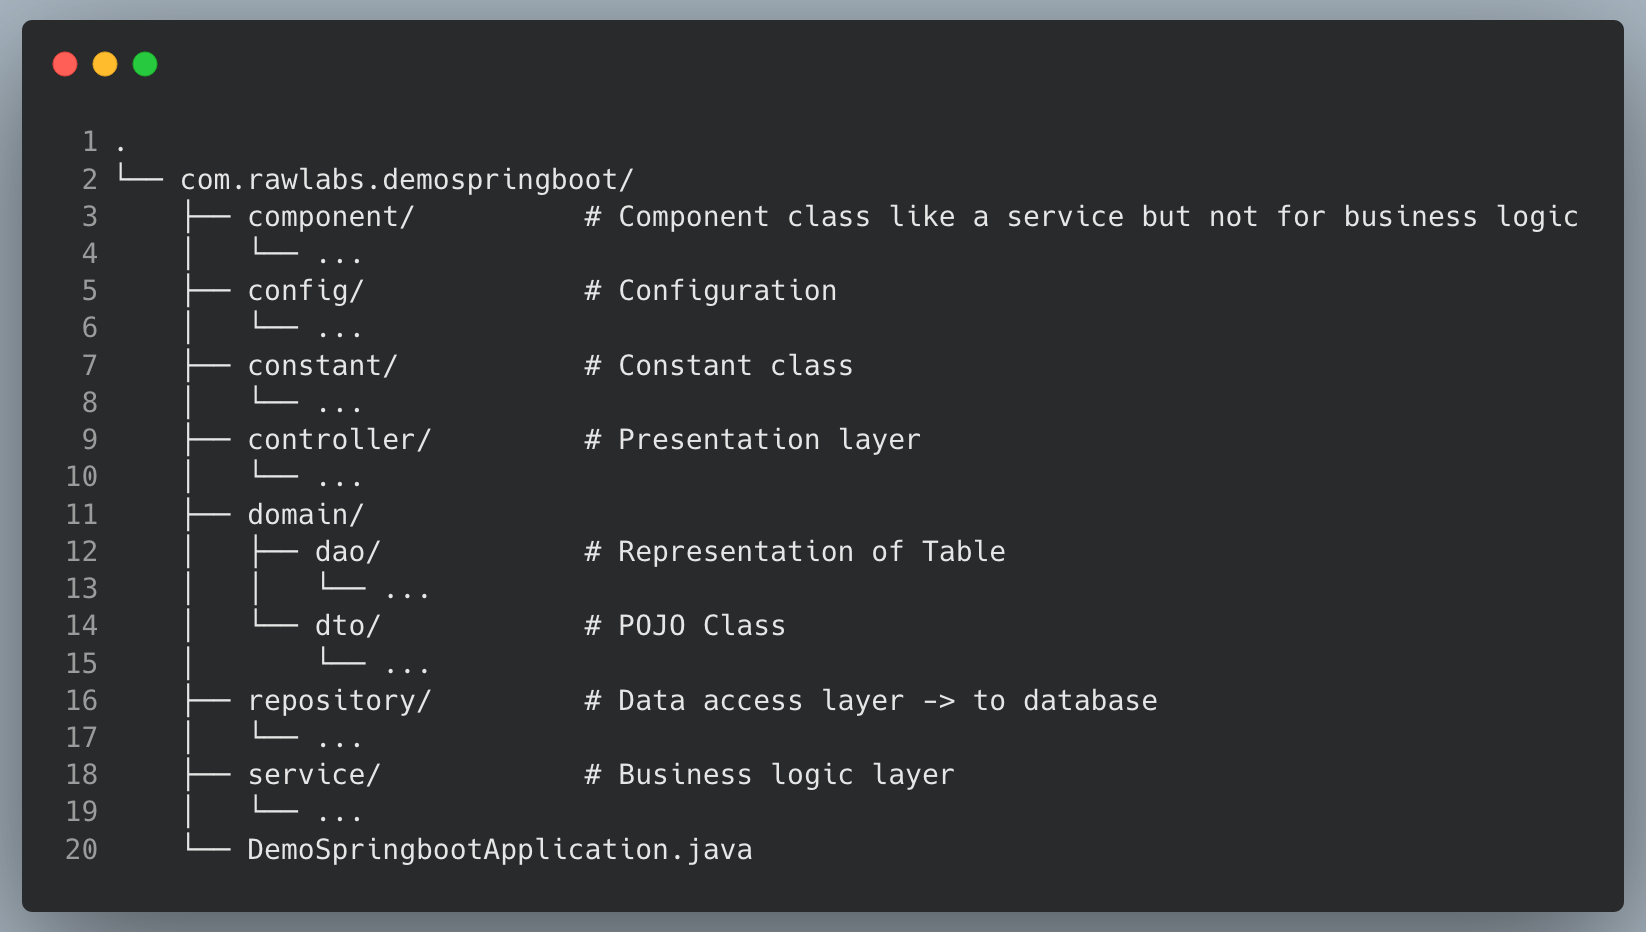 1 .
2 └── com.rawlabs.demospringboot/
3     ├── component/          # Component class like a service but not for business logic
4     │   └── ...
5     ├── config/             # Configuration
6     │   └── ...
7     ├── constant/           # Constant class
8     │   └── ...
9     ├── controller/         # Presentation layer
10     │   └── ...
11     ├── domain/
12     │   ├── dao/            # Representation of Table
13     │   │   └── ...
14     │   └── dto/            # POJO Class
15     │       └── ...
16     ├── repository/         # Data access layer -> to database
17     │   └── ...
18     ├── service/            # Business logic layer
19     │   └── ...
20     └── DemoSpringbootApplication.java